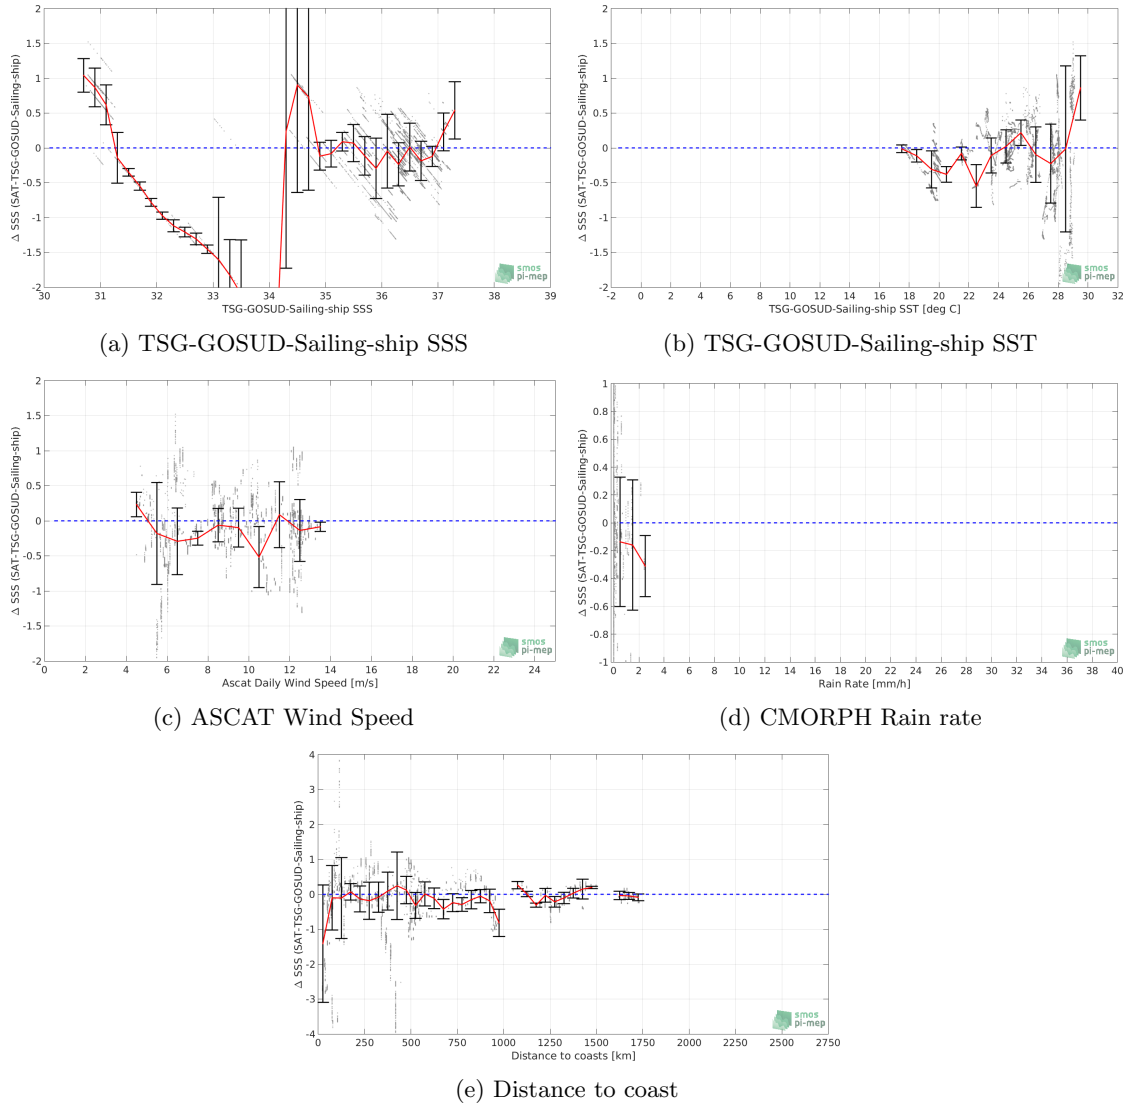 Δ SSS (SAT-TSG-GOSUD-Sailing-ship)
2
1.5
1
0.5
0
-0.5
-1
-1.5
-2
30 31 32 33 34 35 36 37 38 39
TSG-GOSUD-Sailing-ship SSS
smos
pi-mep
(a) TSG-GOSUD-Sailing-ship SSS
Δ SSS (SAT-TSG-GOSUD-Sailing-ship)
2
1.5
1
0.5
0
-0.5
-1
-1.5
-2
-2 0 2 4 6 8 10 12 14 16 18 20 22 24 26 28 30 32
TSG-GOSUD-Sailing-ship SST [deg C]
smos
pi-mep
(b) TSG-GOSUD-Sailing-ship SST
Δ SSS (SAT-TSG-GOSUD-Sailing-ship)
2
1.5
1
0.5
0
-0.5
-1
-1.5
-2
0 2 4 6 8 10 12 14 16 18 20 22 24
Ascat Daily Wind Speed [m/s]
smos
pi-mep
(c) ASCAT Wind Speed
Δ SSS (SAT-TSG-GOSUD-Sailing-ship)
1
0.8
0.6
0.4
0.2
0
-0.2
-0.4
-0.6
-0.8
-1
0 2 4 6 8 10 12 14 16 18 20 22 24 26 28 30 32 34 36 38 40
Rain Rate [mm/h]
smos
pi-mep
(d) CMORPH Rain rate
Δ SSS (SAT-TSG-GOSUD-Sailing-ship)
4
3
2
1
0
-1
-2
-3
-4
0 250 500 750 1000 1250 1500 1750 2000 2250 2500 2750
Distance to coasts [km]
smos
pi-mep
(e) Distance to coast